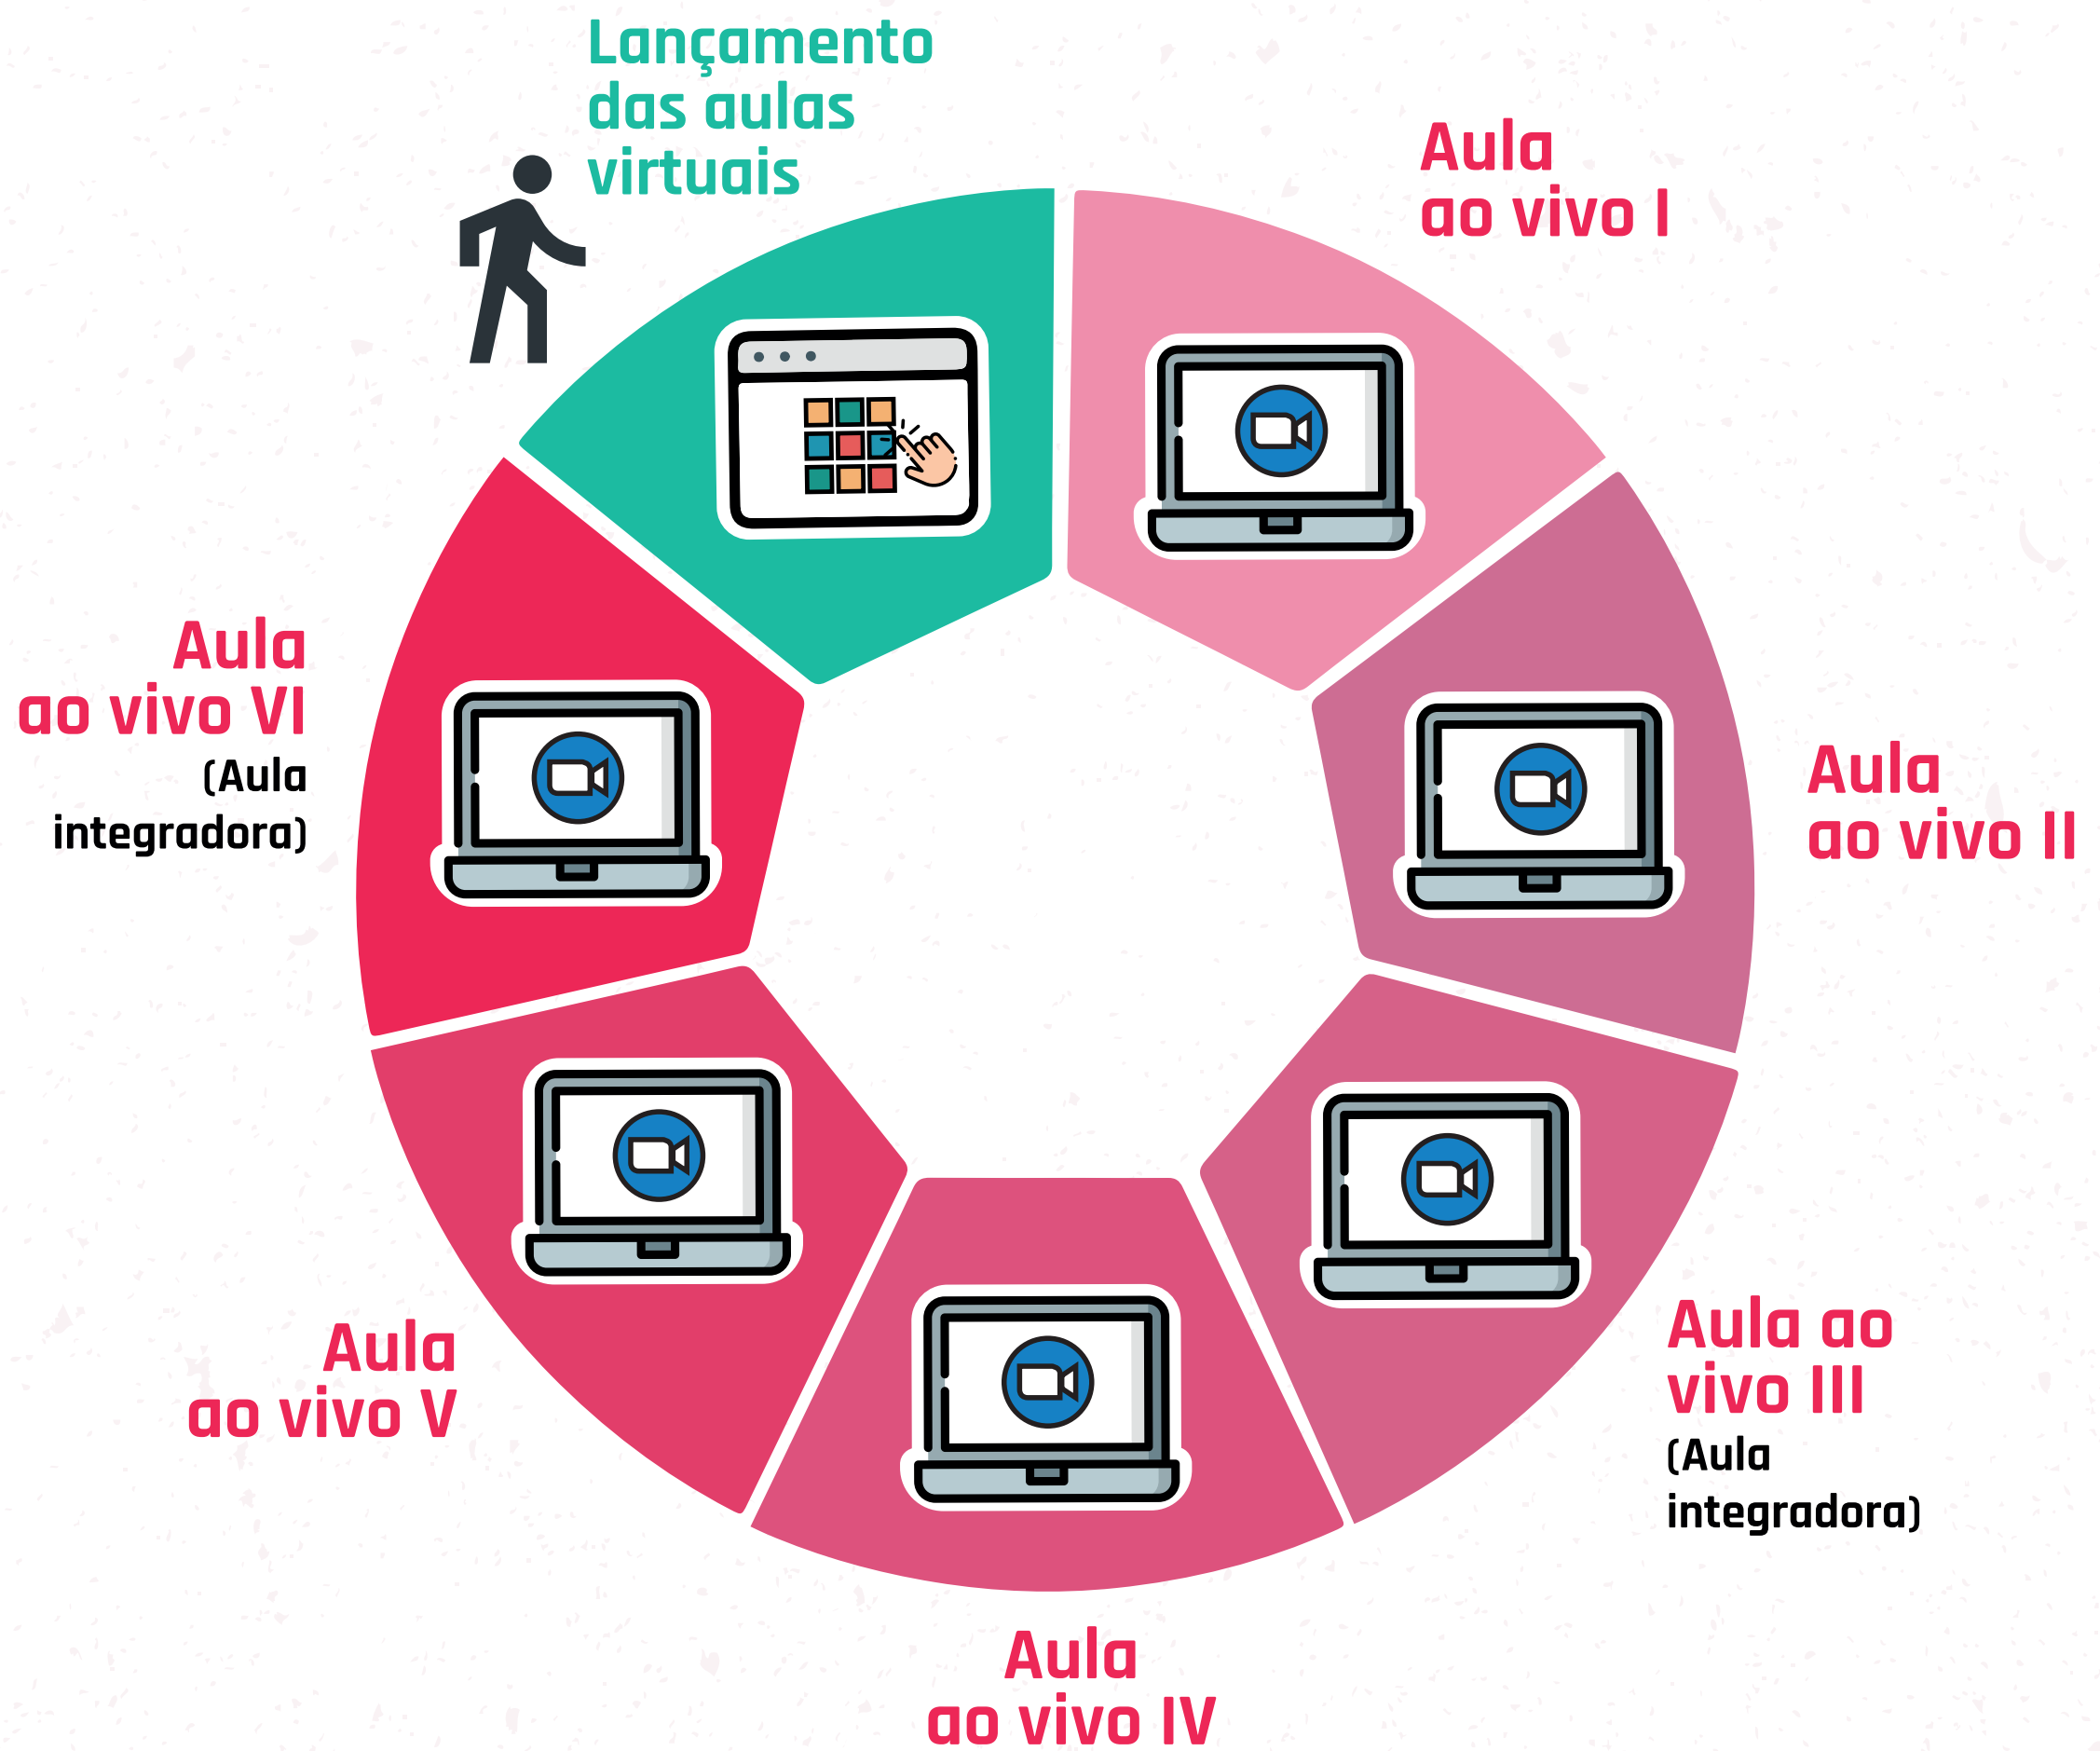 Lançamento
das aulas
virtuais
Aula
ao vivo I
Aula
ao vivo II
Aula ao
vivo III
(Aula
integradora)
Aula
ao vivo IV
Aula
ao vivo V
Aula
ao vivo VI
(Aula
integradora)